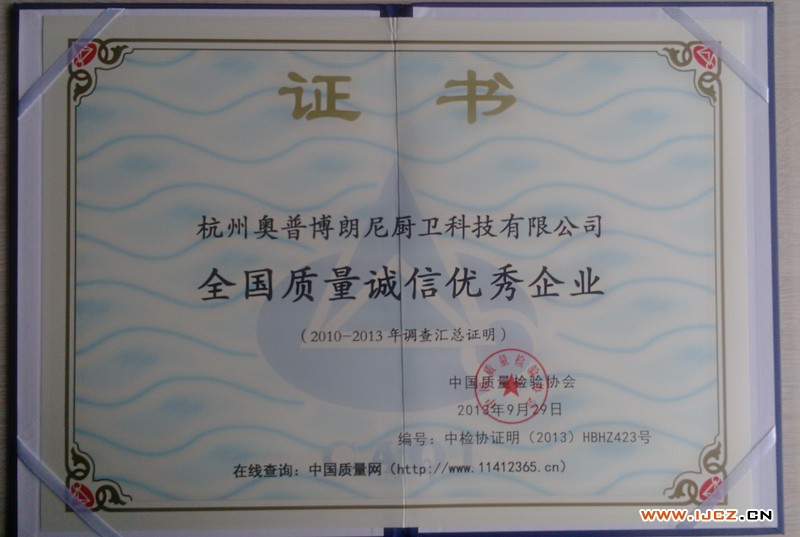 证书
杭州奥普博朗尼厨卫科技有限公司
全国质量诚信优秀企业
（2010-2013年调查汇总证明）
中国质量检验协会
2013年9月29日
编号：中检协证明（2013）HBHZ423号
在线查询：中国质量网（http://www.11412365.cn）
CAQI
www.IJCZ.CN